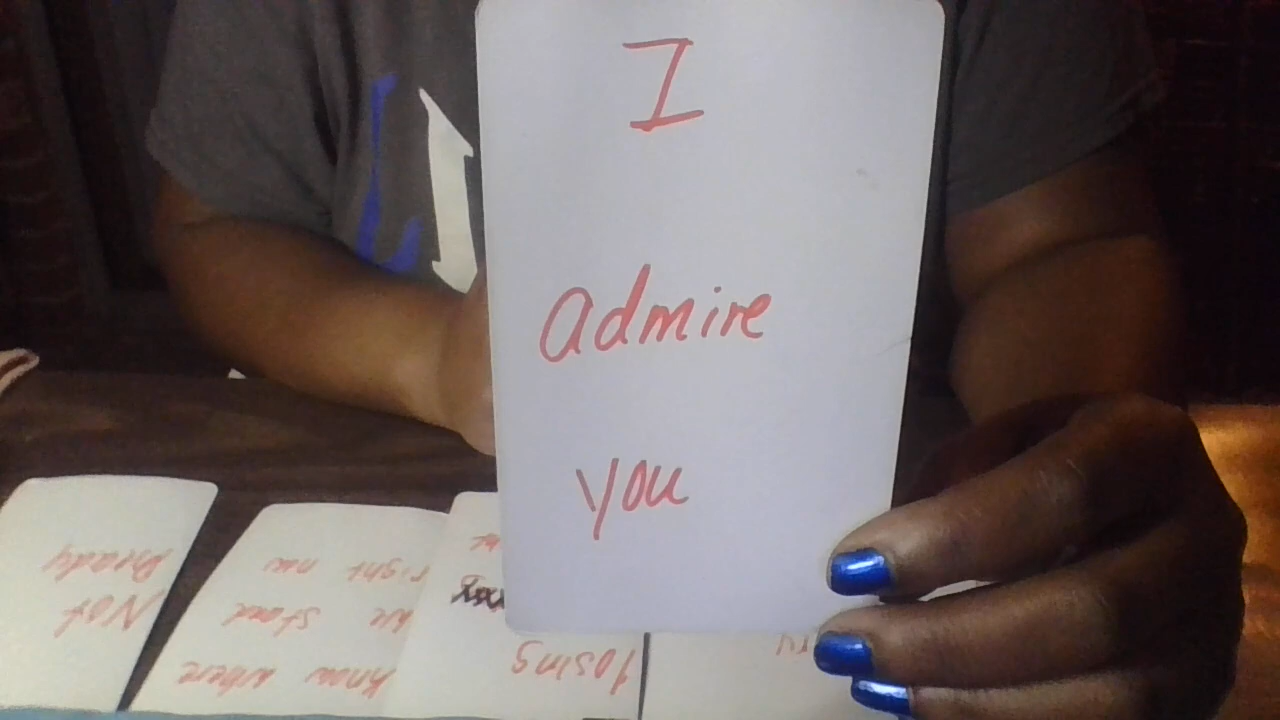 I
admire
you
Not
Ready
Know where
we stand
right now
losing